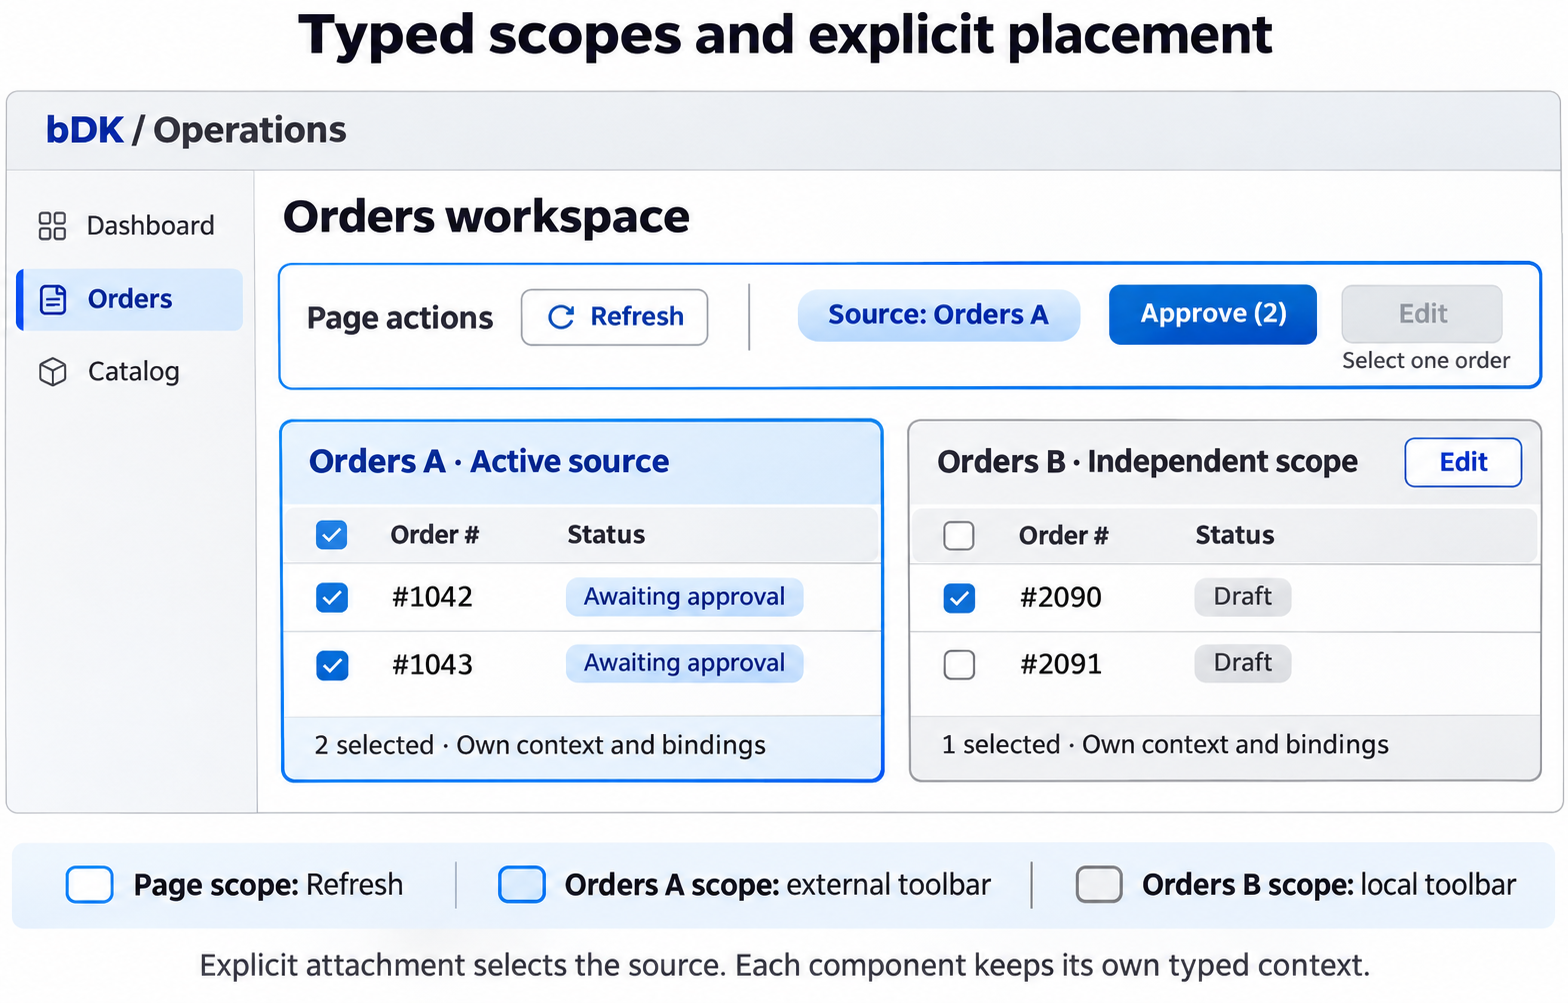 Typed scopes and explicit placement
bDK / Operations
Dashboard
Orders
Catalog
Orders workspace
Page actions
Refresh
Source: Orders A
Approve (2)
Edit
Select one order
Orders A · Active source
Order # Status
#1042 Awaiting approval
#1043 Awaiting approval
2 selected · Own context and bindings
Orders B · Independent scope
Edit
Order # Status
#2090 Draft
#2091 Draft
1 selected · Own context and bindings
Page scope: Refresh
Orders A scope: external toolbar
Orders B scope: local toolbar
Explicit attachment selects the source. Each component keeps its own typed context.